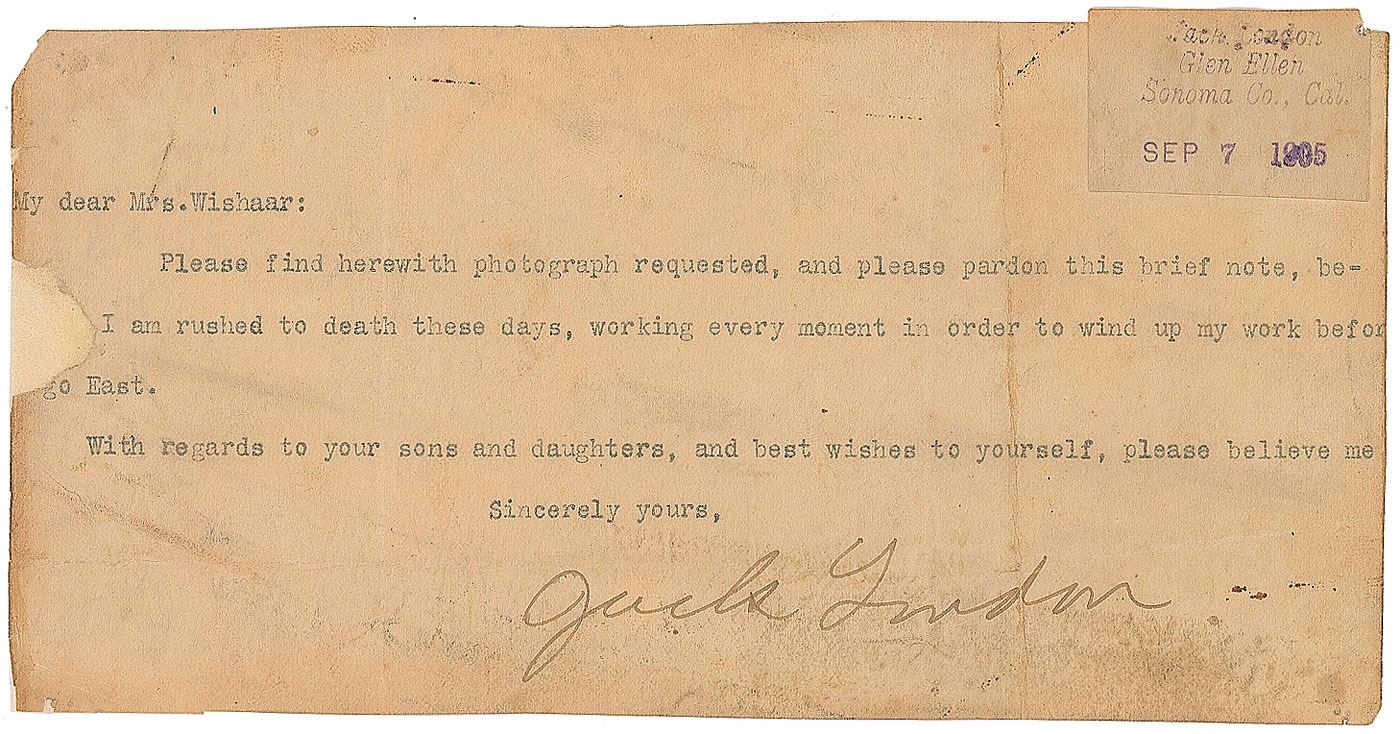 Jack London
Glen Ellen
Sonoma Co., Cal.
SEP 7 1905
My dear Mrs.Wishaar:
Please find herewith photograph requested, and please pardon this brief note, be-
I am rushed to death these days, working every moment in order to wind up my work befor
go East.
With regards to your sons and daughters, and best wishes to yourself, please believe me
Sincerely yours,
Jack London